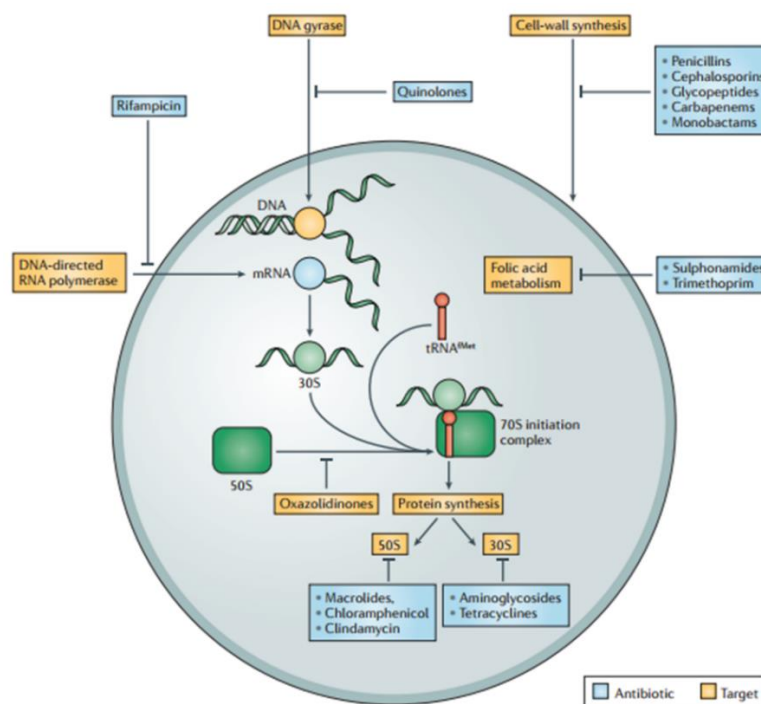 DNA gyrase
Cell-wall synthesis
• Penicillins
• Cephalosporins
• Glycopeptides
• Carbapenems
• Monobactams
Quinolones
Rifampicin
DNA
DNA-directed
RNA polymerase
mRNA
Folic acid
metabolism
• Sulphonamides
• Trimethoprim
tRNAfMet
30S
70S initiation
complex
50S
Oxazolidinones
Protein synthesis
50S
30S
• Macrolides,
• Chloramphenicol
• Clindamycin
• Aminoglycosides
• Tetracyclines
Antibiotic
Target